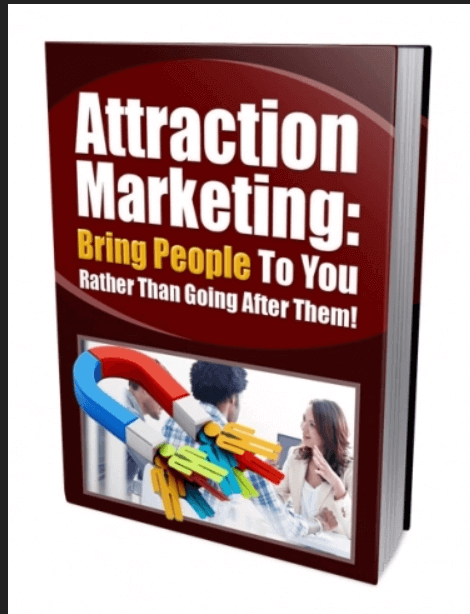 Attraction
Marketing:
Bring People To You
Rather Than Going After Them!